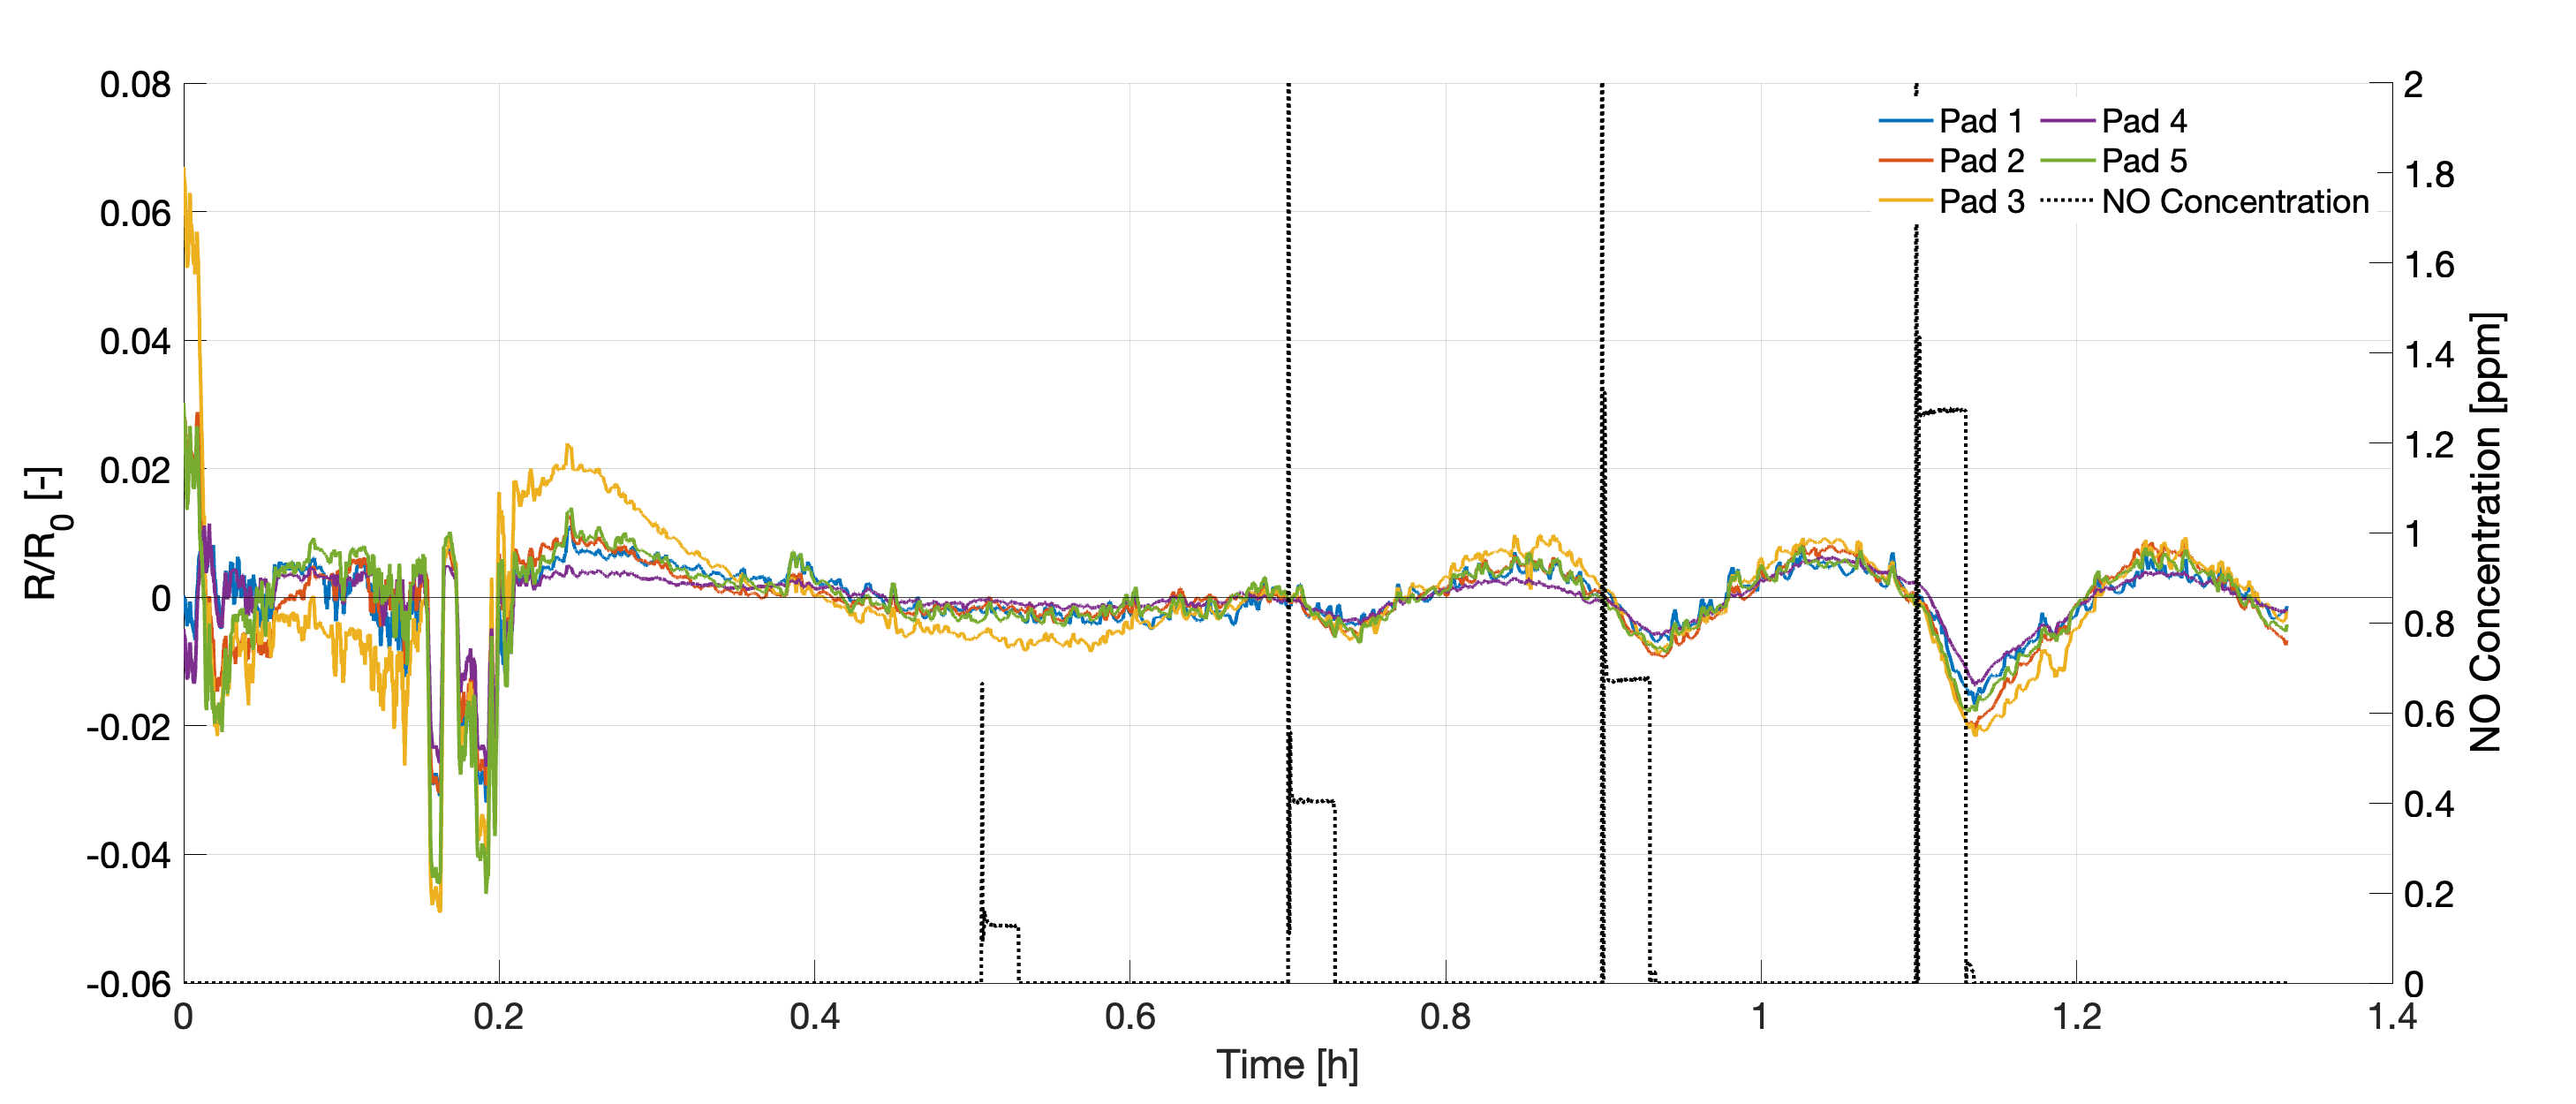 0.08
0.06
0.04
0.02
0
-0.02
-0.04
-0.06
R/R0 [-]
2
1.8
1.6
1.4
1.2
1
0.8
0.6
0.4
0.2
0
NO Concentration [ppm]
Pad 1 Pad 4
Pad 2 Pad 5
Pad 3 NO Concentration
0 0.2 0.4 0.6 0.8 1 1.2 1.4
Time [h]